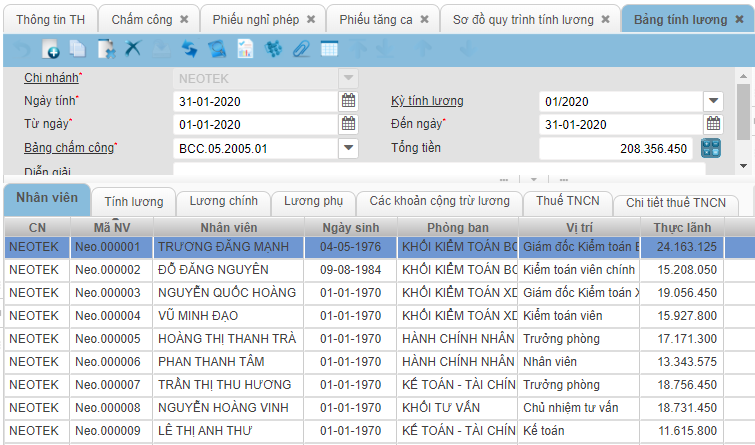 Thông tin TH Chấm công Phiếu nghỉ phép Phiếu tăng ca Sơ đồ quy trình tính lương Bảng tính lương
Chi nhánh* NEOTEK
Ngày tính* 31-01-2020 Kỳ tính lương 01/2020
Từ ngày* 01-01-2020 Đến ngày* 31-01-2020
Bảng chấm công* BCC.05.2005.01 Tổng tiền 208.356.450
Diễn giải
Nhân viên Tính lương Lương chính Lương phụ Các khoản cộng trừ lương Thuế TNCN Chi tiết thuế TNCN
CN Mã NV Nhân viên Ngày sinh Phòng ban Vị trí Thực lãnh
NEOTEK Neo.000001 TRƯƠNG ĐĂNG MẠNH 04-05-1976 KHỐI KIỂM TOÁN BC Giám đốc Kiểm toán 24.163.125
NEOTEK Neo.000002 ĐỖ ĐĂNG NGUYÊN 09-08-1984 KHỐI KIỂM TOÁN BC Kiểm toán viên chính 15.208.050
NEOTEK Neo.000003 NGUYỄN QUỐC HOÀNG 01-01-1970 KHỐI KIỂM TOÁN XD Giám đốc Kiểm toán X 19.056.450
NEOTEK Neo.000004 VŨ MINH ĐẠO 01-01-1970 KHỐI KIỂM TOÁN XD Kiểm toán viên 15.927.800
NEOTEK Neo.000005 HOÀNG THỊ THANH TRÀ 01-01-1970 HÀNH CHÍNH NHÂN Trưởng phòng 17.171.300
NEOTEK Neo.000006 PHAN THANH TÂM 01-01-1970 HÀNH CHÍNH NHÂN Nhân viên 13.343.575
NEOTEK Neo.000007 TRẦN THỊ THU HƯƠNG 01-01-1970 KẾ TOÁN - TÀI CHÍN Trưởng phòng 18.756.450
NEOTEK Neo.000008 NGUYỄN HOÀNG VINH 01-01-1970 KHỐI TƯ VẤN Chủ nhiệm tư vấn 18.731.450
NEOTEK Neo.000009 LÊ THỊ ANH THƯ 01-01-1970 KẾ TOÁN - TÀI CHÍN Kế toán 11.615.800